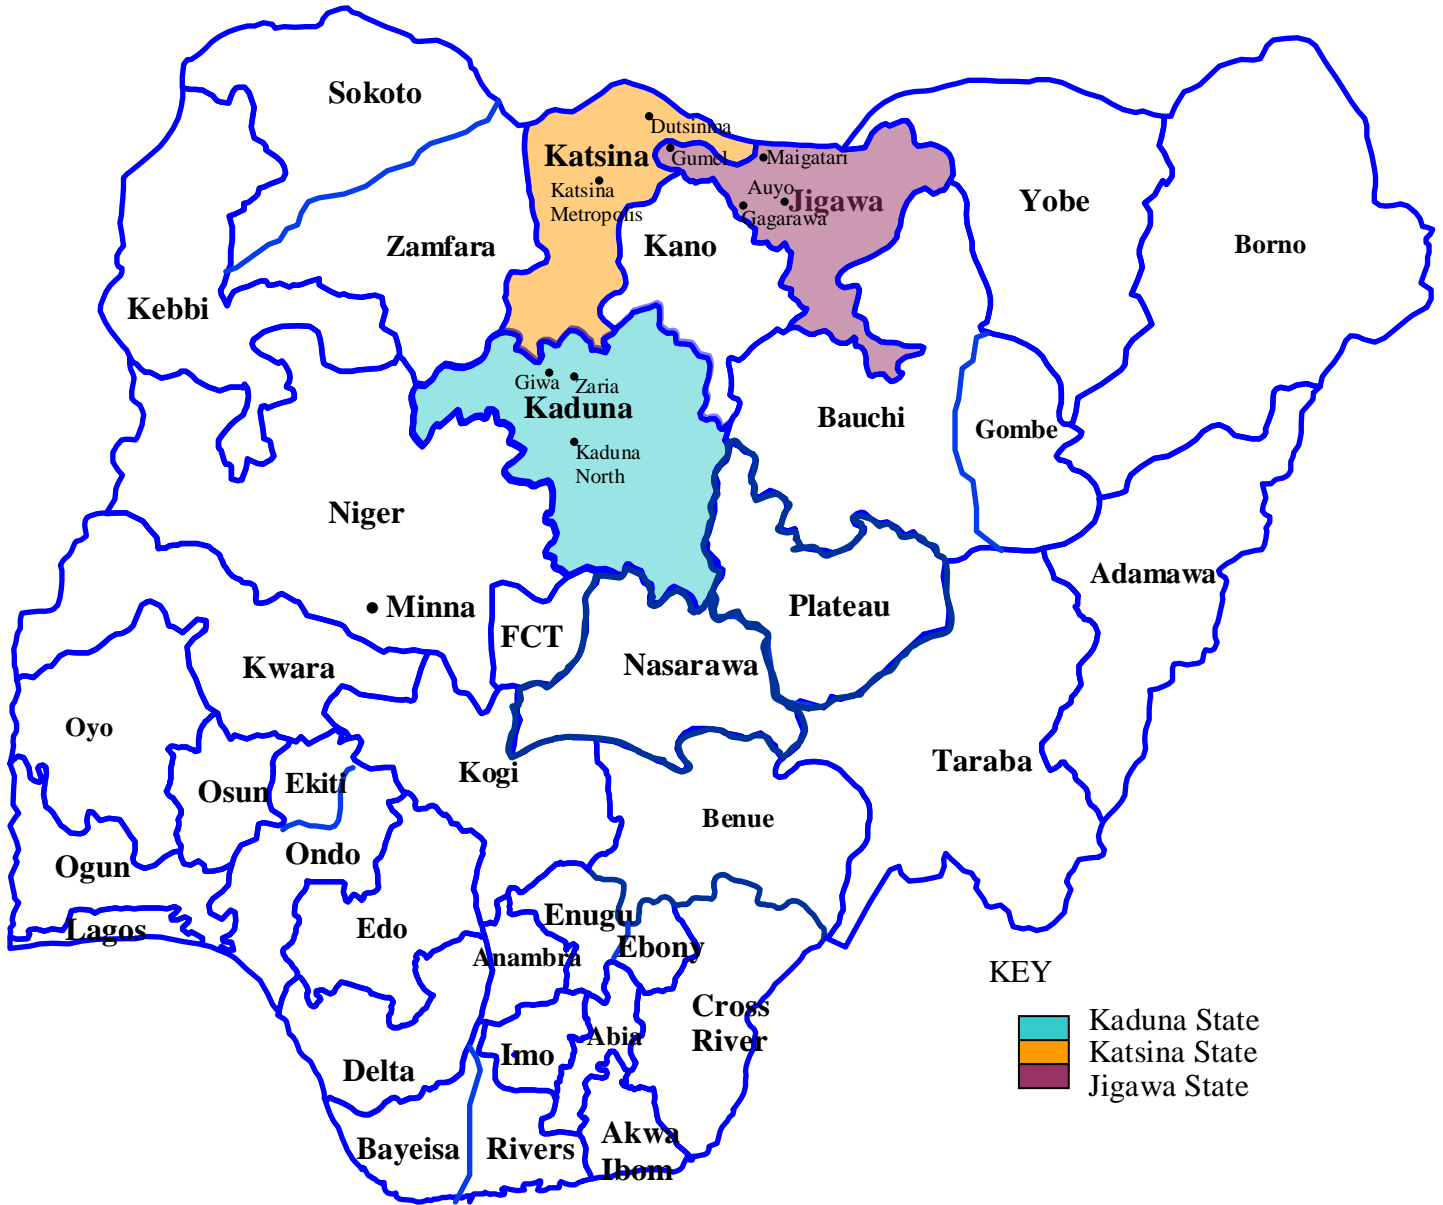 Sokoto
Dutsinma
Katsina
Gumel
Maigatari
Katsina
Metropolis
Auyo
Jigawa
Gagarawa
Yobe
Zamfara
Kano
Borno
Kebbi
Giwa
Zaria
Kaduna
Bauchi
Gombe
Kaduna
North
Niger
Adamawa
Minna
Plateau
FCT
Nasarawa
Kwara
Oyo
Kogi
Taraba
Osun
Ekiti
Benue
Ogun
Ondo
Lagos
Edo
Enugu
Anambra
Ebony
KEY
Cross
River
Kaduna State
Katsina State
Jigawa State
Abia
Imo
Delta
Bayeisa
Rivers
Akwa
Ibom